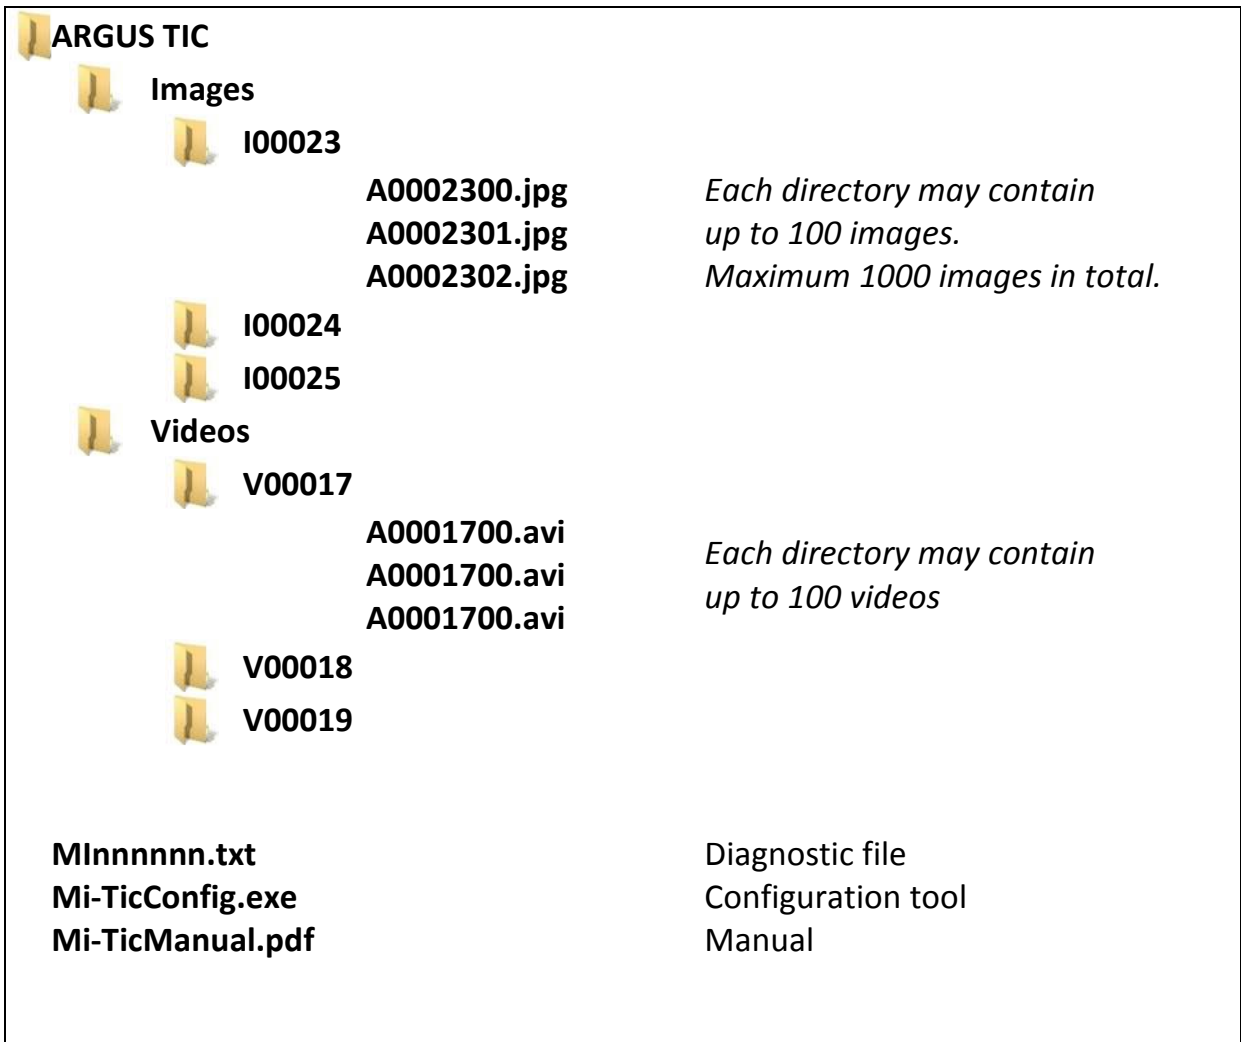 ARGUS TIC
Images
I00023
A0002300.jpg Each directory may contain
A0002301.jpg up to 100 images.
A0002302.jpg Maximum 1000 images in total.
I00024
I00025
Videos
V00017
A0001700.avi
A0001700.avi
A0001700.avi
Each directory may contain
up to 100 videos
V00018
V00019
MInnnnnn.txt Diagnostic file
Mi-TicConfig.exe Configuration tool
Mi-TicManual.pdf Manual